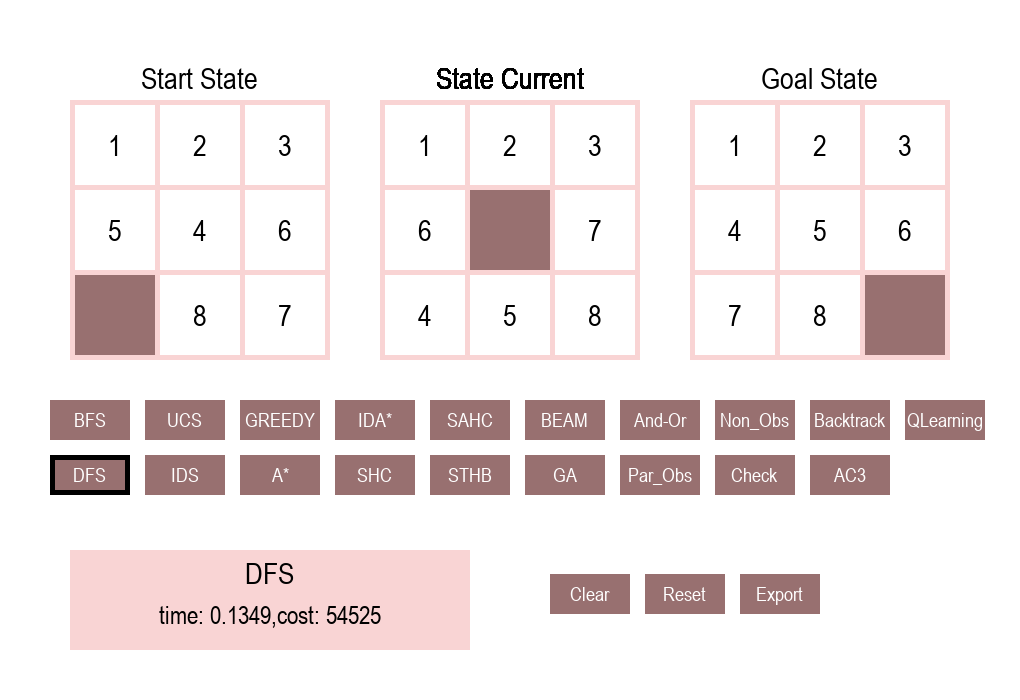 Start State State Current Goal State
1 2 3 1 2 3 1 2 3
5 4 6 6 7 4 5 6
8 7 4 5 8 7 8
BFS UCS GREEDY IDA* SAHC BEAM And-Or Non_Obs Backtrack QLearning
DFS IDS A* SHC STHB GA Par_Obs Check AC3
DFS
time: 0.1349,cost: 54525
Clear Reset Export